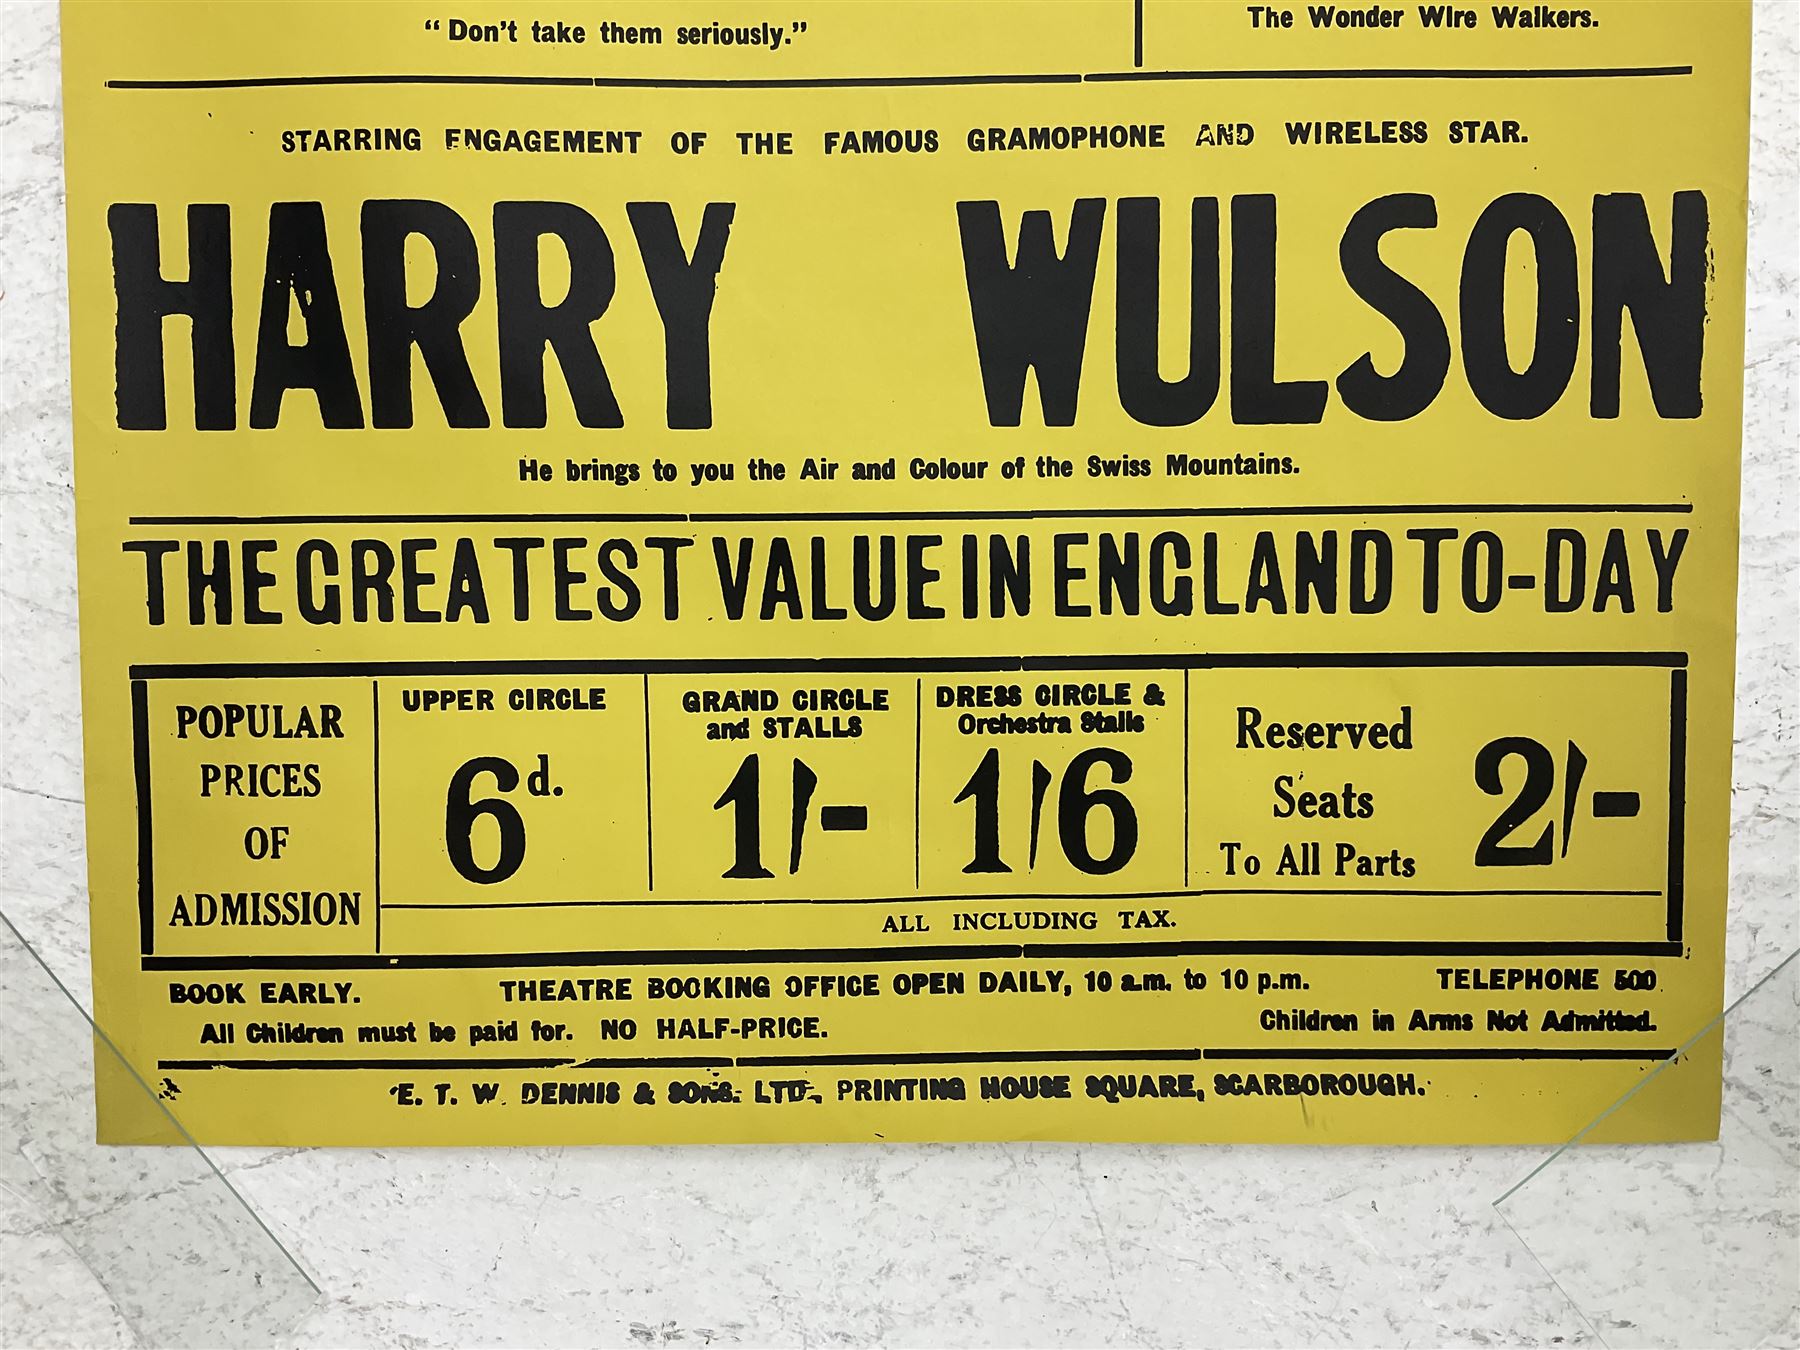 "Don't take them seriously."
The Wonder Wire Walkers.
STARRING ENGAGEMENT OF THE FAMOUS GRAMOPHONE AND WIRELESS STAR.
HARRY WULSON
He brings to you the Air and Colour of the Swiss Mountains.
THE GREATEST VALUE IN ENGLAND TO-DAY
POPULAR
PRICES
OF
ADMISSION
UPPER CIRCLE
6d.
GRAND CIRCLE
and STALLS
1/-
DRESS CIRCLE &
Orchestra Stalls
1/6
Reserved
Seats
To All Parts
2/-
ALL INCLUDING TAX.
BOOK EARLY. THEATRE BOOKING OFFICE OPEN DAILY, 10 a.m. to 10 p.m. TELEPHONE 500
All Children must be paid for. NO HALF-PRICE. Children in Arms Not Admitted.
E. T. W. DENNIS & SONS. LTD., PRINTING HOUSE SQUARE, SCARBOROUGH.